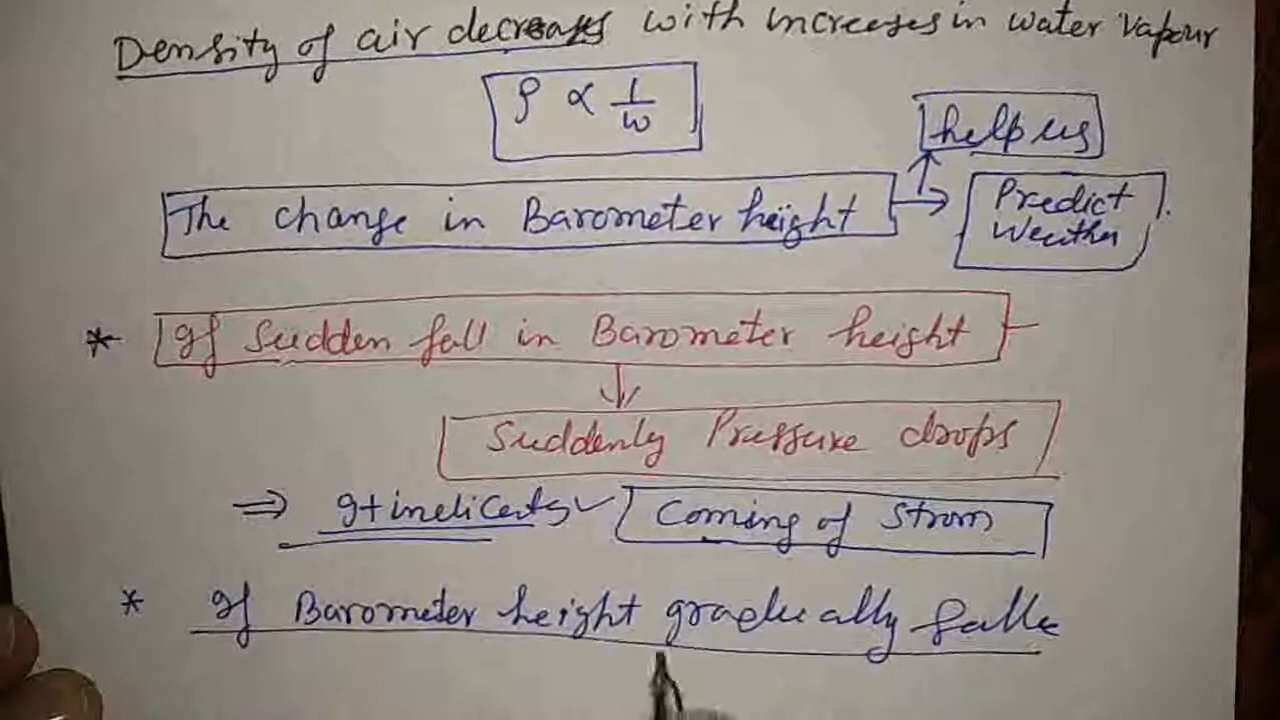 Density of air decreases with increases in water vapour
ρ ∝ 1/w
help us
The change in Barometer height → Predict
Weather
* If Sudden fall in Barometer height
Suddenly Pressure drops
⇒ It indicates Coming of Strom
* If Barometer height gradually falls